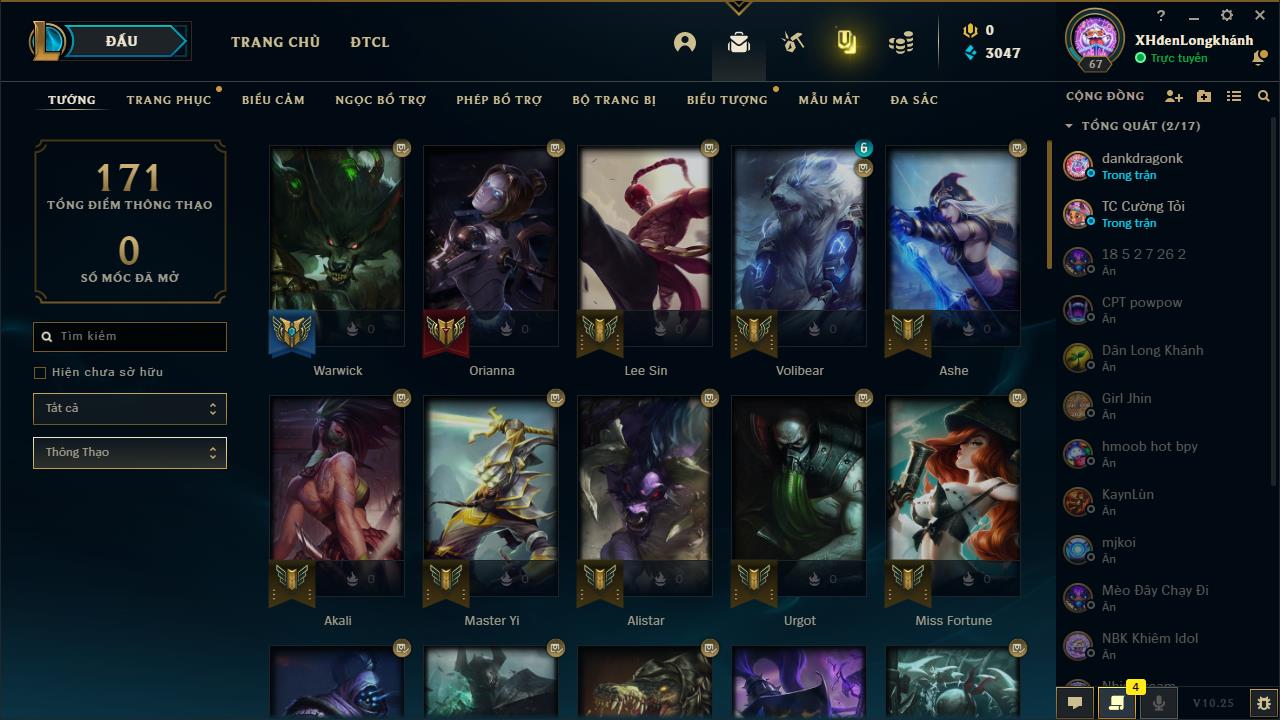 ĐẤU
TRANG CHỦ
ĐTCL
0
3047
67
XHdenLongkhánh
Trực tuyến
TƯỚNG
TRANG PHỤC
BIỂU CẢM
NGỌC BỔ TRỢ
PHÉP BỔ TRỢ
BỘ TRANG BỊ
BIỂU TƯỢNG
MẪU MẮT
ĐA SẮC
171
TỔNG ĐIỂM THÔNG THẠO
0
SỐ MỐC ĐÃ MỞ
Tìm kiếm
Hiện chưa sở hữu
Tất cả
Thông Thạo
6
0
0
0
0
0
Warwick
Orianna
Lee Sin
Volibear
Ashe
0
0
0
0
0
Akali
Master Yi
Alistar
Urgot
Miss Fortune
CỘNG ĐỒNG
TỔNG QUÁT (2/17)
dankdragonk
Trong trận
TC Cường Tỏi
Trong trận
18 5 2 7 26 2
Ẩn
CPT powpow
Ẩn
Dân Long Khánh
Ẩn
Girl Jhin
Ẩn
hmoob hot bpy
Ẩn
KaynLùn
Ẩn
mjkoi
Ẩn
Mèo Đây Chạy Đi
Ẩn
NBK Khiêm Idol
Ẩn
4
V10.25